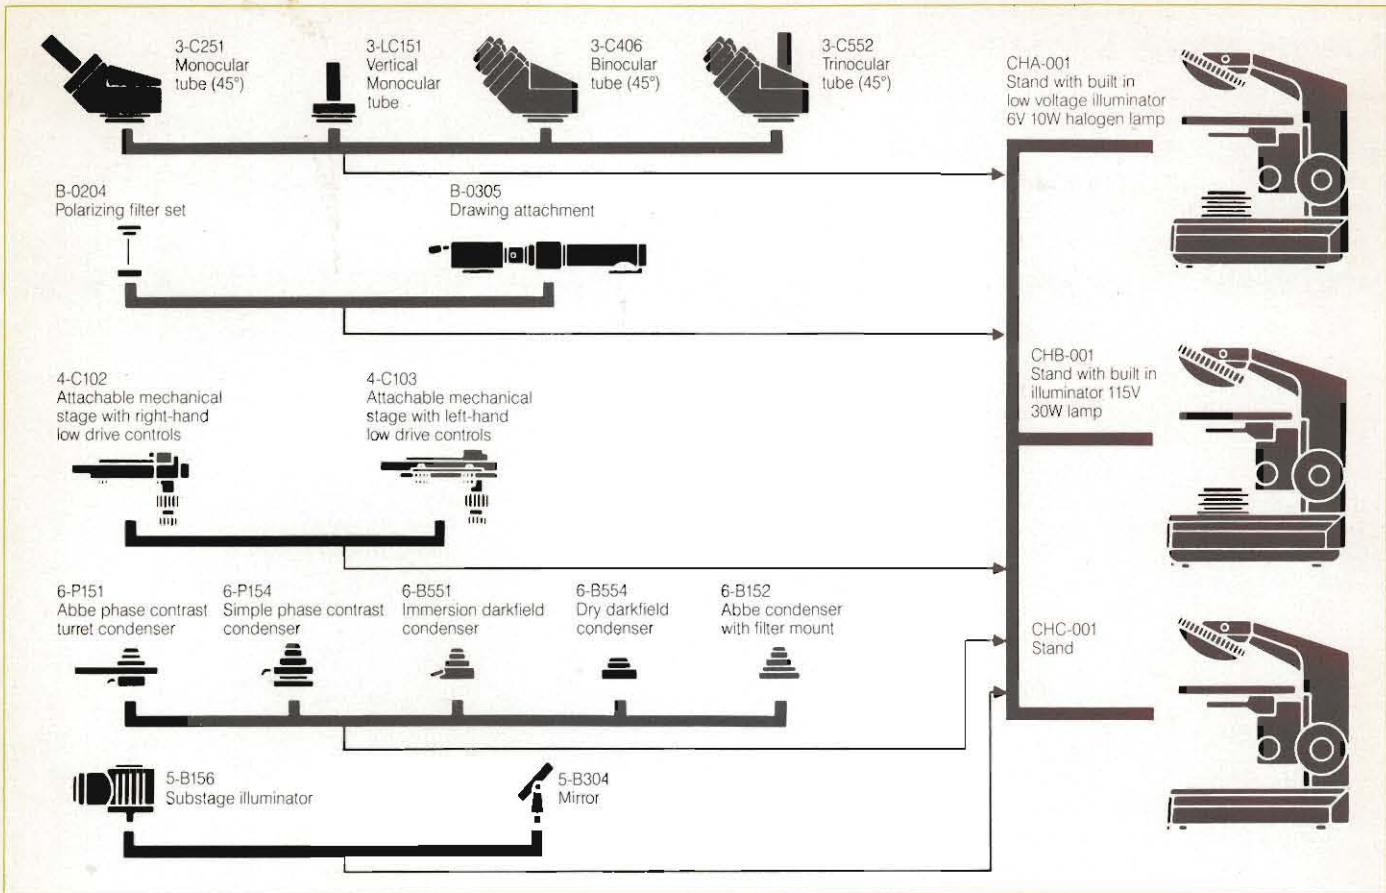 3-C251
Monocular
tube (45°)
3-LC151
Vertical
Monocular
tube
3-C406
Binocular
tube (45°)
3-C552
Trinocular
tube (45°)
CHA-001
Stand with built in
low voltage illuminator
6V 10W halogen lamp
B-0204
Polarizing filter set
B-0305
Drawing attachment
CHB-001
Stand with built in
illuminator 115V
30W lamp
4-C102
Attachable mechanical
stage with right-hand
low drive controls
4-C103
Attachable mechanical
stage with left-hand
low drive controls
6-P151
Abbe phase contrast
turret condenser
6-P154
Simple phase contrast
condenser
6-B551
Immersion darkfield
condenser
6-B554
Dry darkfield
condenser
6-B152
Abbe condenser
with filter mount
CHC-001
Stand
5-B156
Substage illuminator
5-B304
Mirror